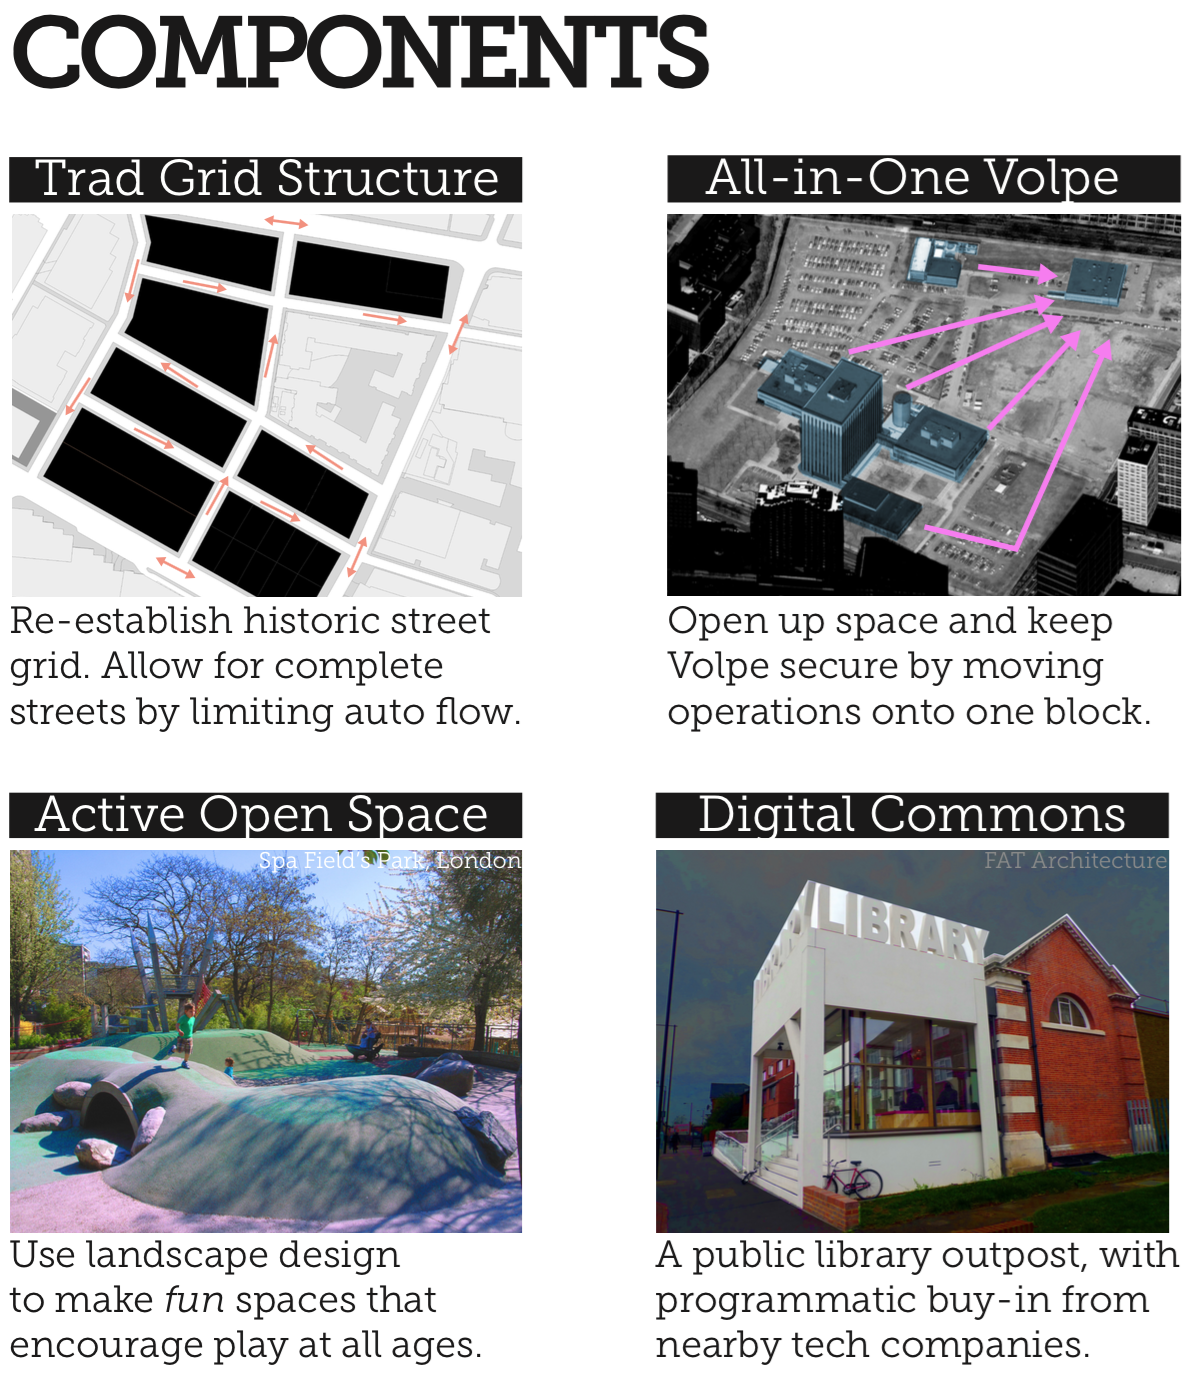 COMPONENTS
Trad Grid Structure
Re-establish historic street
grid. Allow for complete
streets by limiting auto flow.
All-in-One Volpe
Open up space and keep
Volpe secure by moving
operations onto one block.
Active Open Space
Spa Field's Park, London
Use landscape design
to make fun spaces that
encourage play at all ages.
Digital Commons
FAT Architecture
LIBRARY
A public library outpost, with
programmatic buy-in from
nearby tech companies.